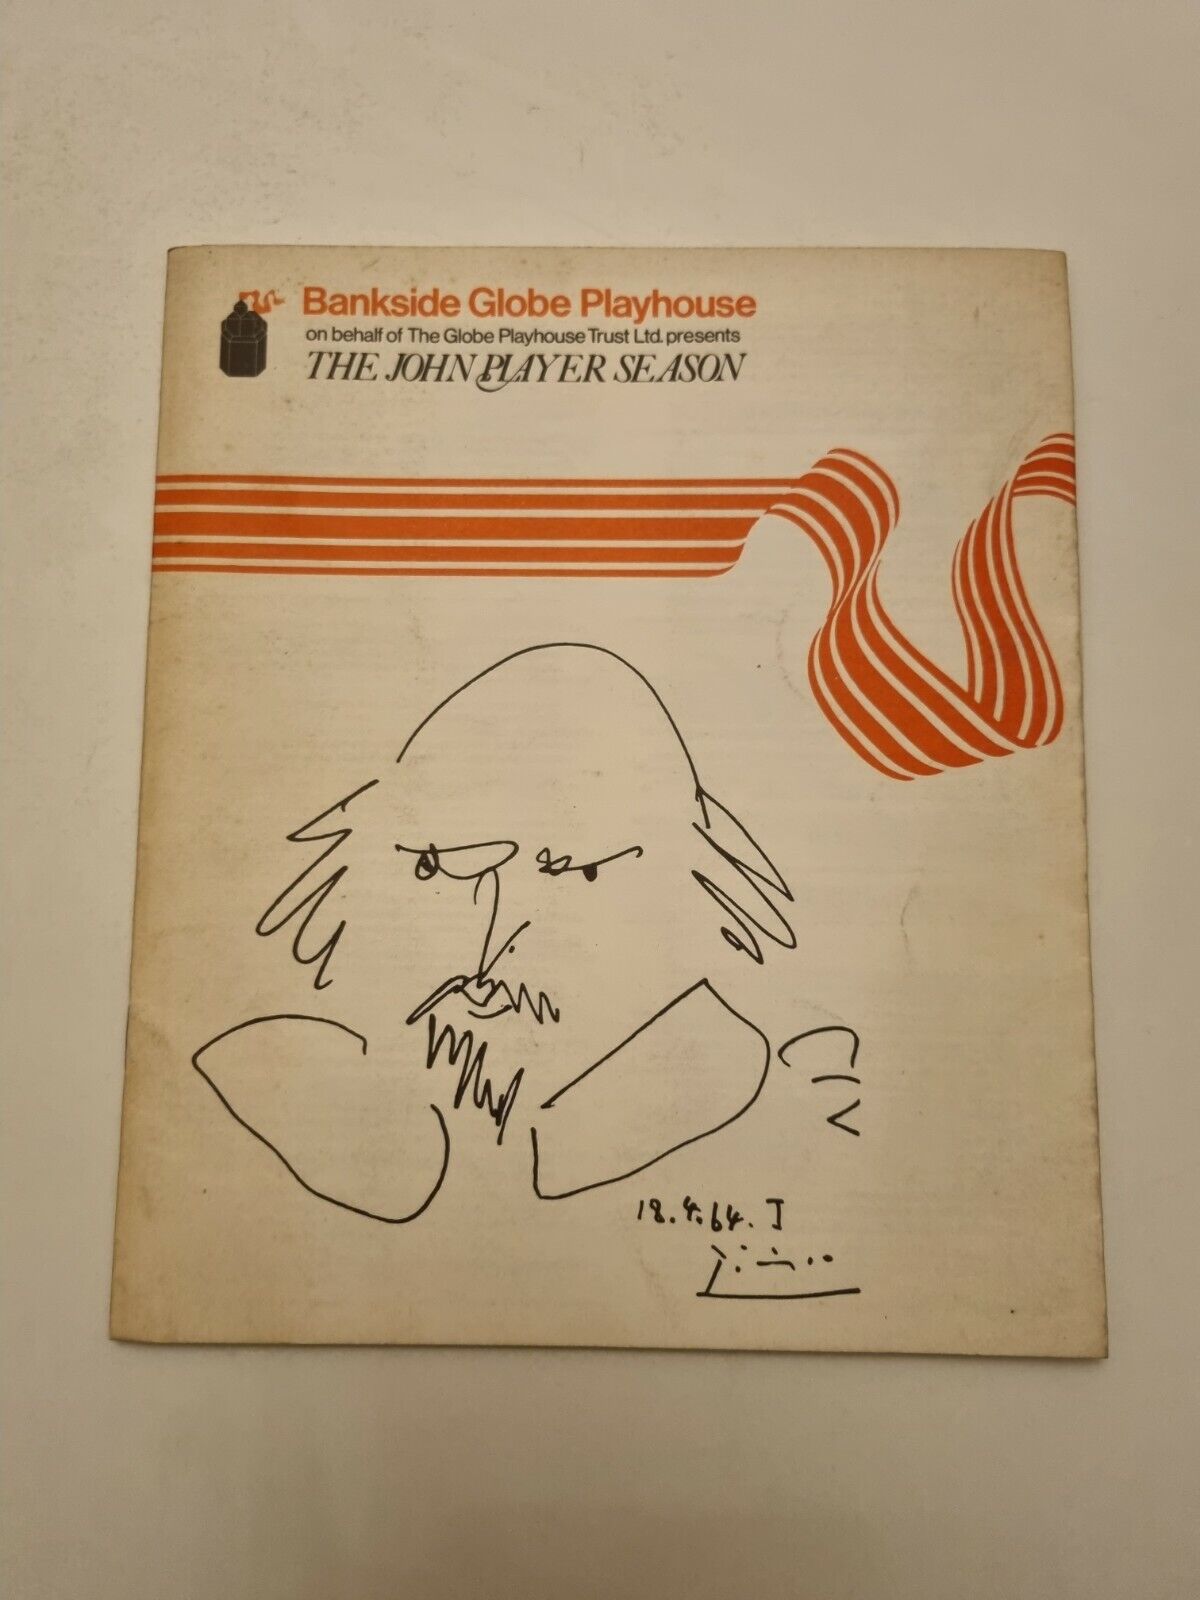 Bankside Globe Playhouse
on behalf of The Globe Playhouse Trust Ltd. presents
THE JOHN PLAYER SEASON
CIV
18.4.64. I